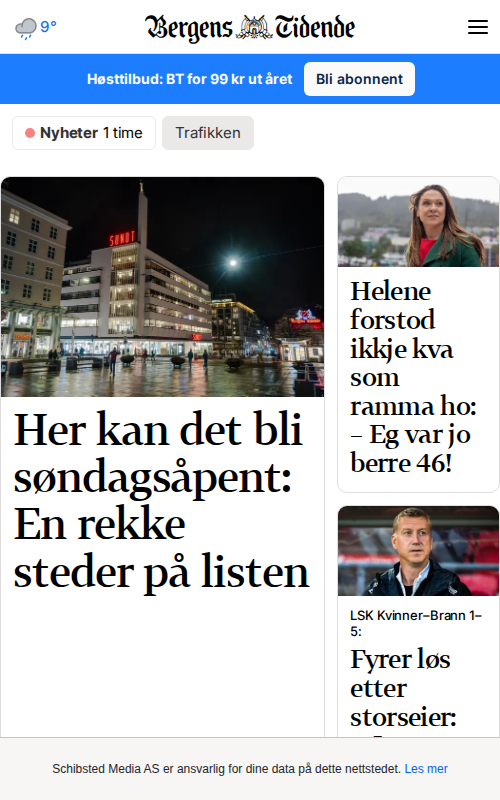 9°
Bergens Tidende
Høsttilbud: BT for 99 kr ut året
Bli abonnent
Nyheter 1 time
Trafikken
SUNDT
Her kan det bli
søndagsåpent:
En rekke
steder på listen
Helene
forstod
ikkje kva
som
ramma ho:
– Eg var jo
berre 46!
LSK Kvinner–Brann 1–
5:
Fyrer løs
etter
storseier:
Schibsted Media AS er ansvarlig for dine data på dette nettstedet. Les mer